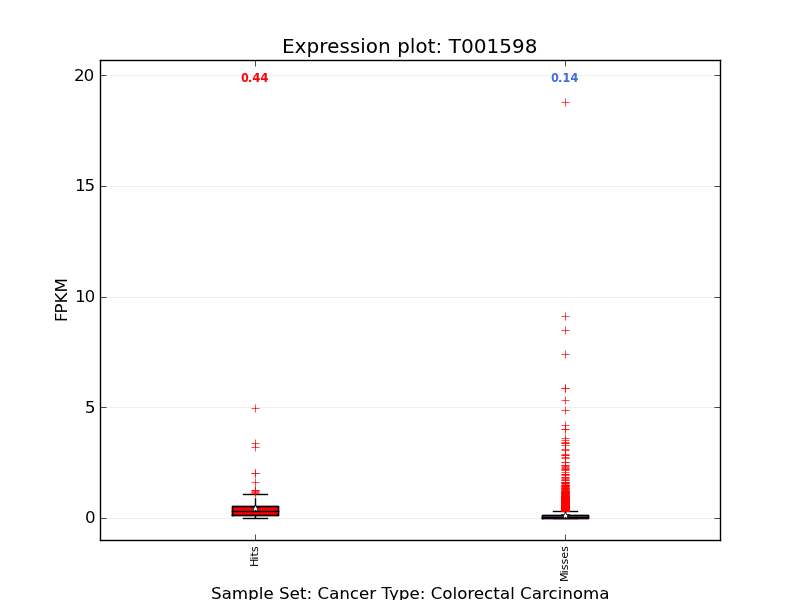 Expression plot: T001598
20
0.44
0.14
15
10
5
0
FPKM
Hits
Misses
Sample Set: Cancer Type: Colorectal Carcinoma